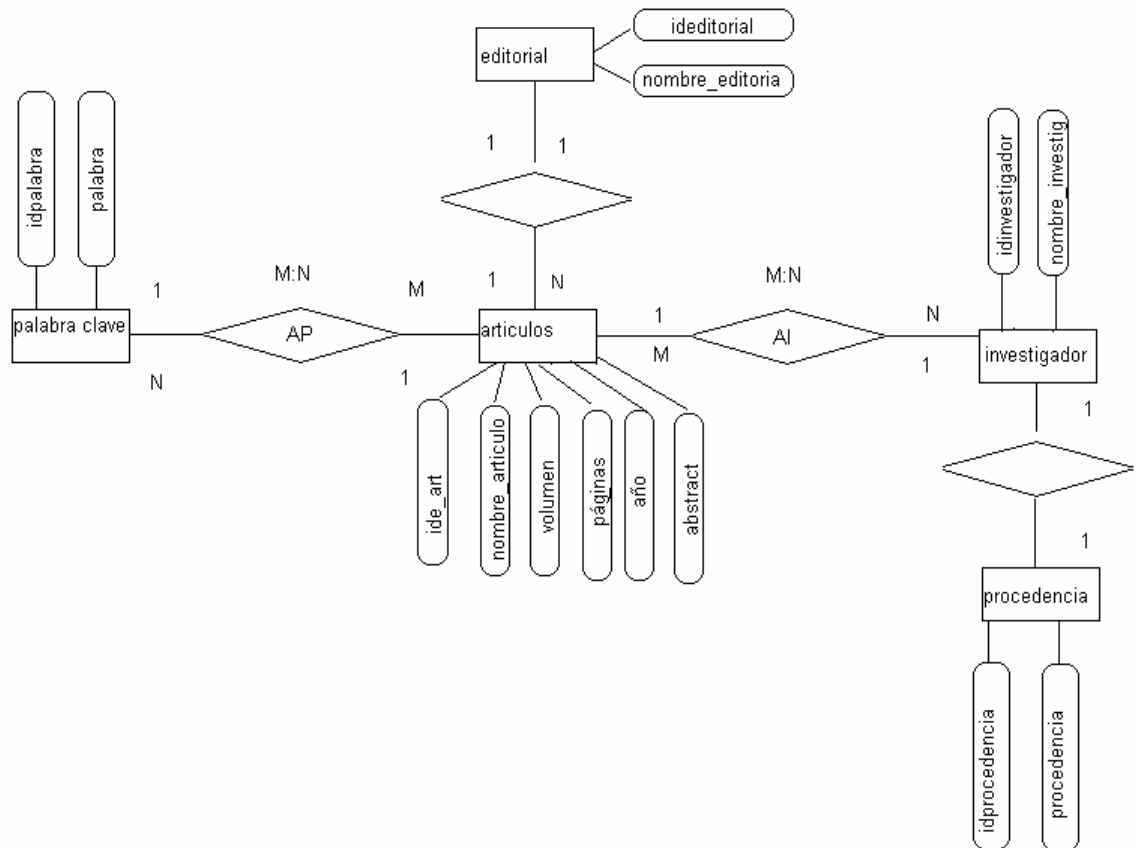 ideditorial
editorial
nombre_editoria
1
1
idpalabra
palabra
idinvestigador
nombre_investig
M:N
1
M
1
N
M:N
1
N
palabra clave
AP
articulos
AI
investigador
N
1
M
1
1
ide_art
nombre_articulo
volumen
páginas
año
abstract
1
procedencia
idprocedencia
procedencia